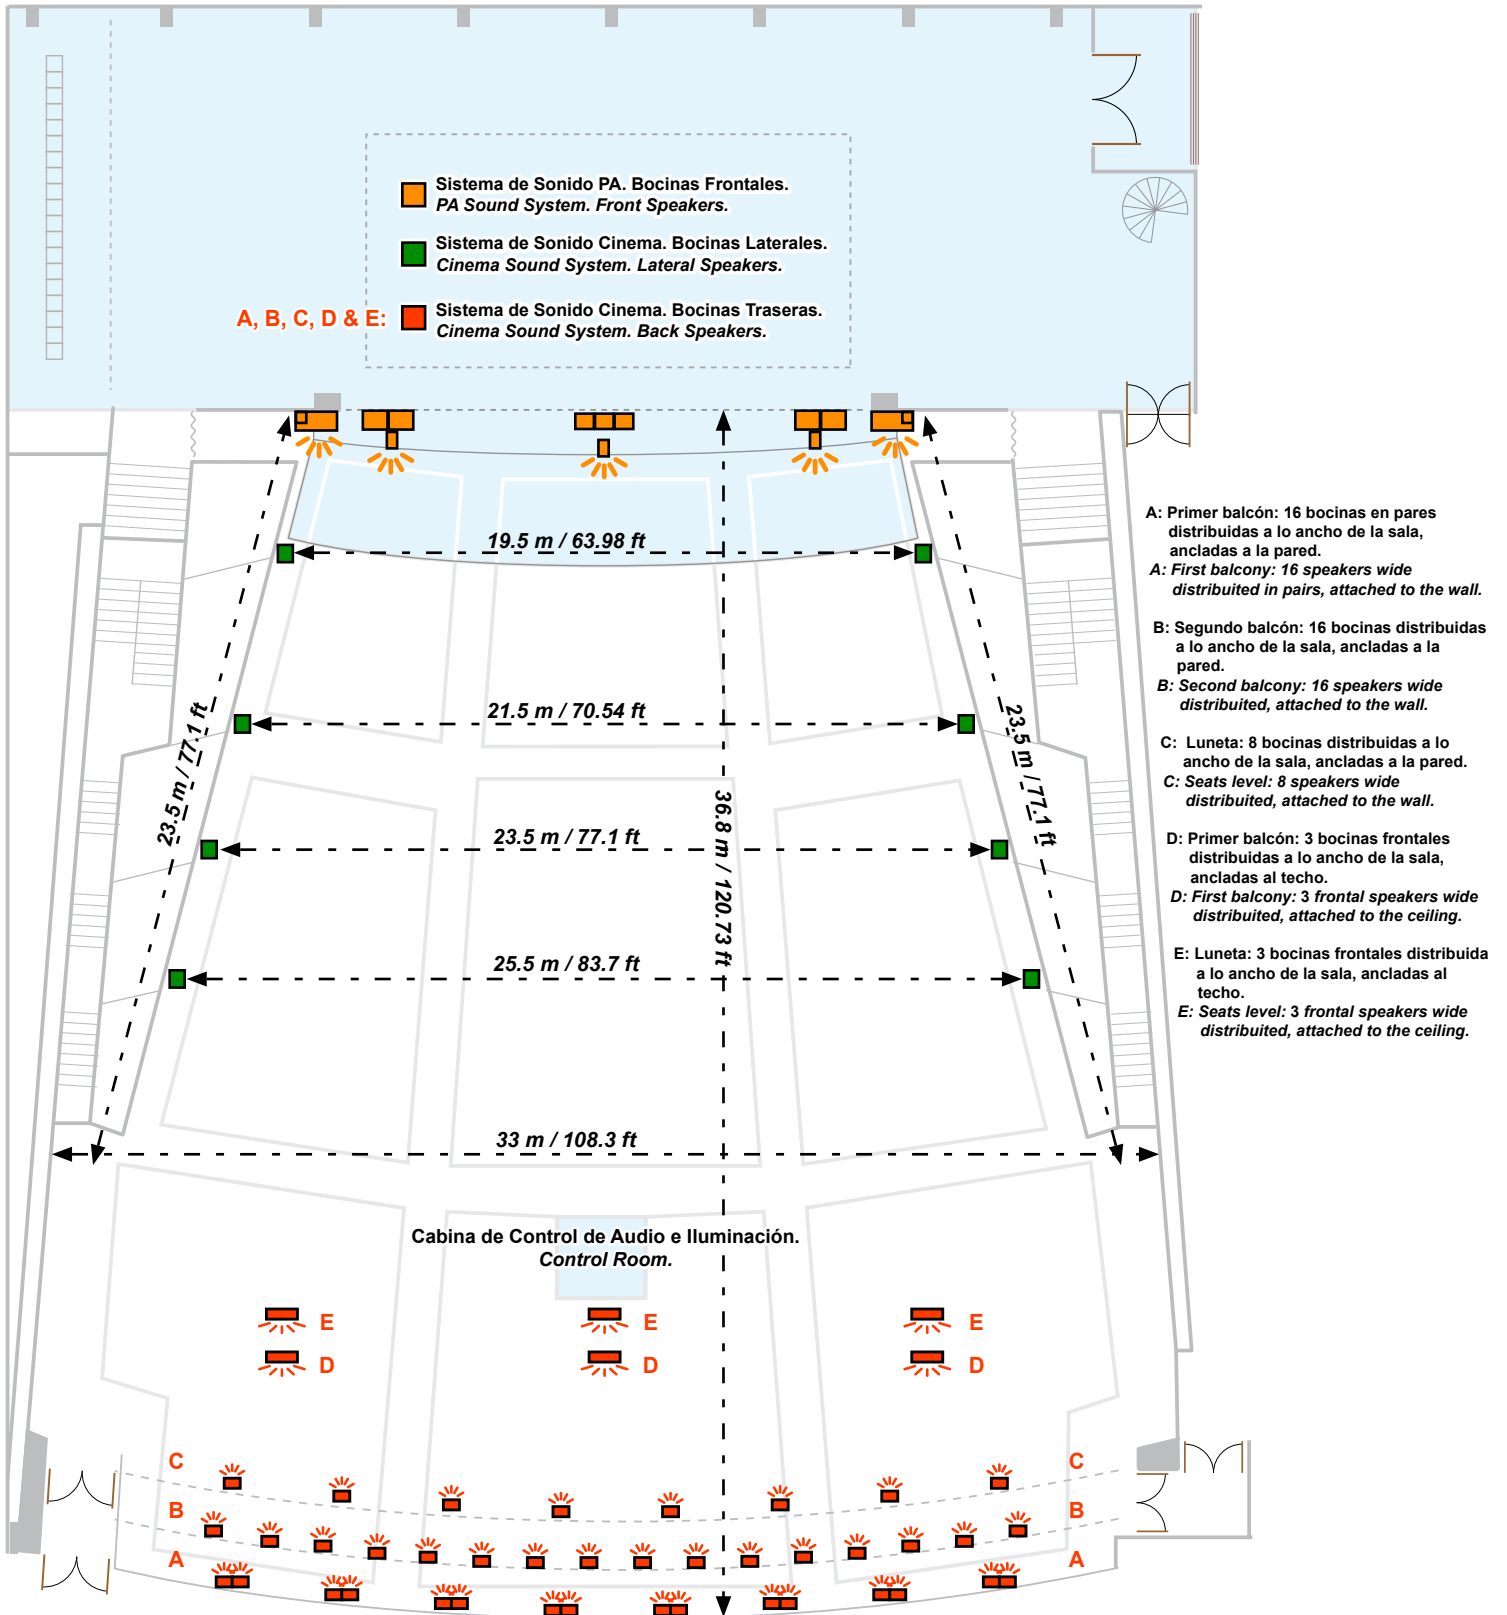 Sistema de Sonido PA. Bocinas Frontales.
PA Sound System. Front Speakers.
Sistema de Sonido Cinema. Bocinas Laterales.
Cinema Sound System. Lateral Speakers.
A, B, C, D & E:
Sistema de Sonido Cinema. Bocinas Traseras.
Cinema Sound System. Back Speakers.
19.5 m / 63.98 ft
21.5 m / 70.54 ft
23.5 m / 77.1 ft
23.5 m / 77.1 ft
23.5 m / 77.1 ft
36.8 m / 120.73 ft
25.5 m / 83.7 ft
33 m / 108.3 ft
A: Primer balcón: 16 bocinas en pares
distribuidas a lo ancho de la sala,
ancladas a la pared.
A: First balcony: 16 speakers wide
distribuited in pairs, attached to the wall.
B: Segundo balcón: 16 bocinas distribuidas
a lo ancho de la sala, ancladas a la
pared.
B: Second balcony: 16 speakers wide
distribuited, attached to the wall.
C: Luneta: 8 bocinas distribuidas a lo
ancho de la sala, ancladas a la pared.
C: Seats level: 8 speakers wide
distribuited, attached to the wall.
D: Primer balcón: 3 bocinas frontales
distribuidas a lo ancho de la sala,
ancladas al techo.
D: First balcony: 3 frontal speakers wide
distribuited, attached to the ceiling.
E: Luneta: 3 bocinas frontales distribuida
a lo ancho de la sala, ancladas al
techo.
E: Seats level: 3 frontal speakers wide
distribuited, attached to the ceiling.
Cabina de Control de Audio e Iluminación.
Control Room.
E E E
D D D
C C
B B
A A